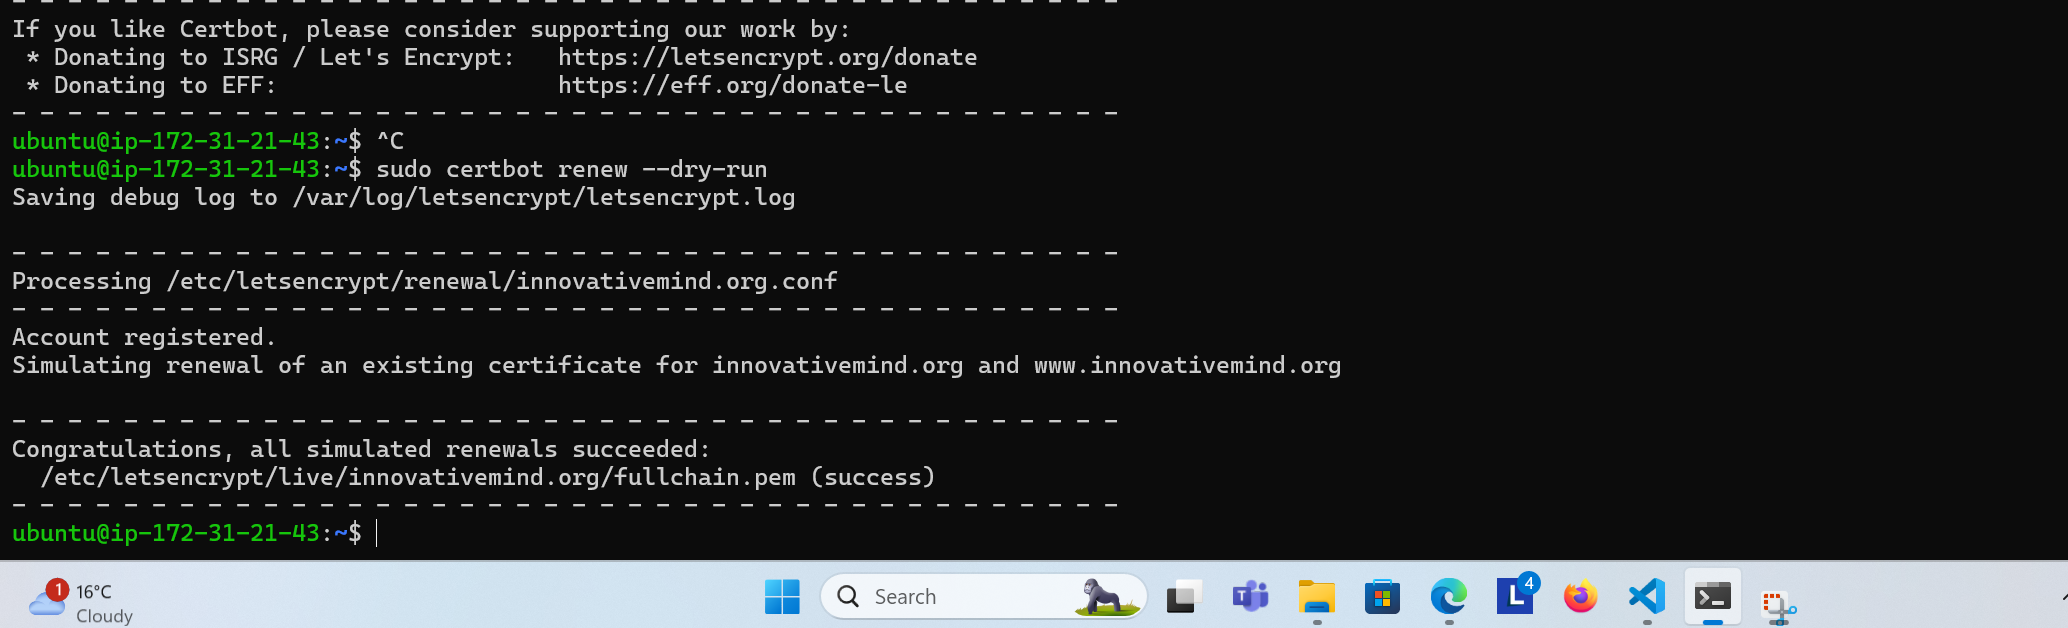 - - - - - - - - - - - - - - - - - - - - - - - - - - - - - - - - - - - - - - - -
If you like Certbot, please consider supporting our work by:
 * Donating to ISRG / Let's Encrypt:   https://letsencrypt.org/donate
 * Donating to EFF:                    https://eff.org/donate-le
- - - - - - - - - - - - - - - - - - - - - - - - - - - - - - - - - - - - - - - -
ubuntu@ip-172-31-21-43:~$ ^C
ubuntu@ip-172-31-21-43:~$ sudo certbot renew --dry-run
Saving debug log to /var/log/letsencrypt/letsencrypt.log
- - - - - - - - - - - - - - - - - - - - - - - - - - - - - - - - - - - - - - - -
Processing /etc/letsencrypt/renewal/innovativemind.org.conf
- - - - - - - - - - - - - - - - - - - - - - - - - - - - - - - - - - - - - - - -
Account registered.
Simulating renewal of an existing certificate for innovativemind.org and www.innovativemind.org
- - - - - - - - - - - - - - - - - - - - - - - - - - - - - - - - - - - - - - - -
Congratulations, all simulated renewals succeeded:
  /etc/letsencrypt/live/innovativemind.org/fullchain.pem (success)
- - - - - - - - - - - - - - - - - - - - - - - - - - - - - - - - - - - - - - - -
ubuntu@ip-172-31-21-43:~$
1 16°C
Cloudy
Search
T
L 4